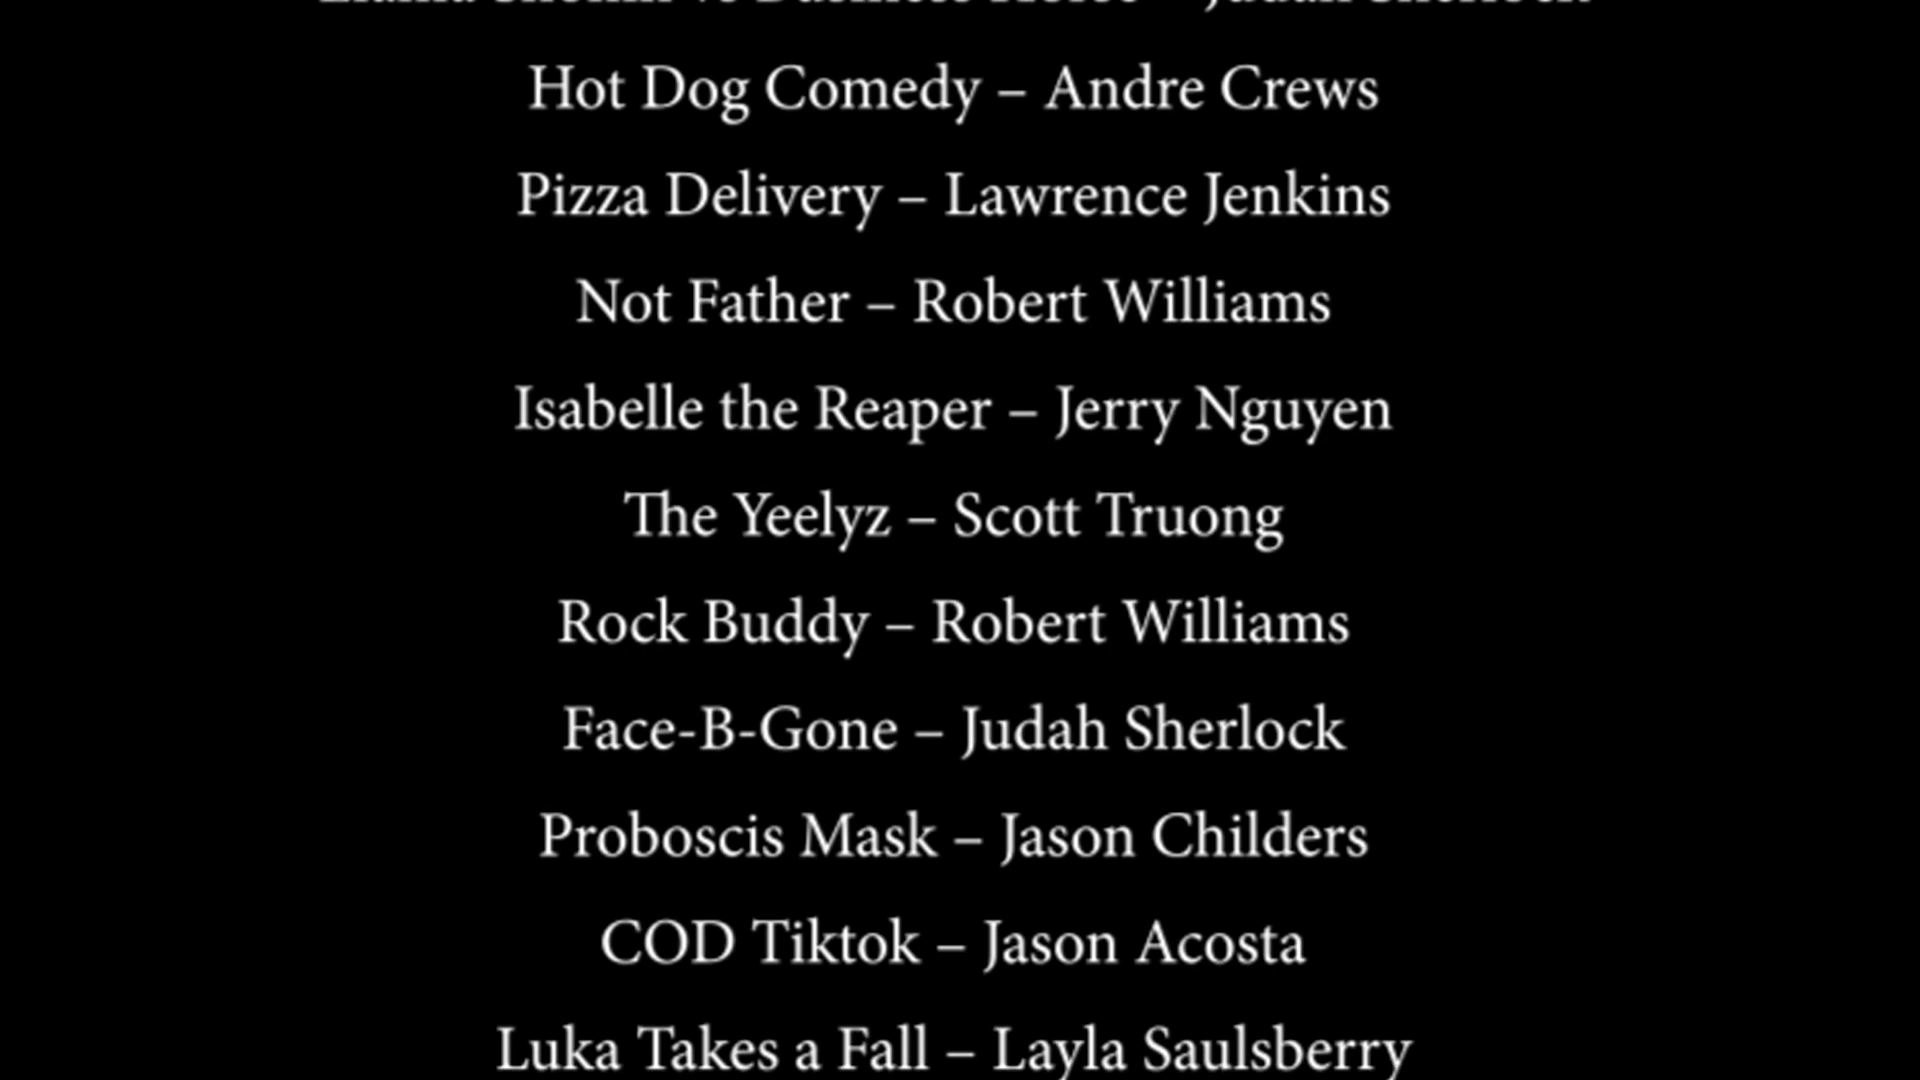 Judah Sherlock
Hot Dog Comedy – Andre Crews
Pizza Delivery – Lawrence Jenkins
Not Father – Robert Williams
Isabelle the Reaper – Jerry Nguyen
The Yeelyz – Scott Truong
Rock Buddy – Robert Williams
Face-B-Gone – Judah Sherlock
Proboscis Mask – Jason Childers
COD Tiktok – Jason Acosta
Luka Takes a Fall – Layla Saulsberry